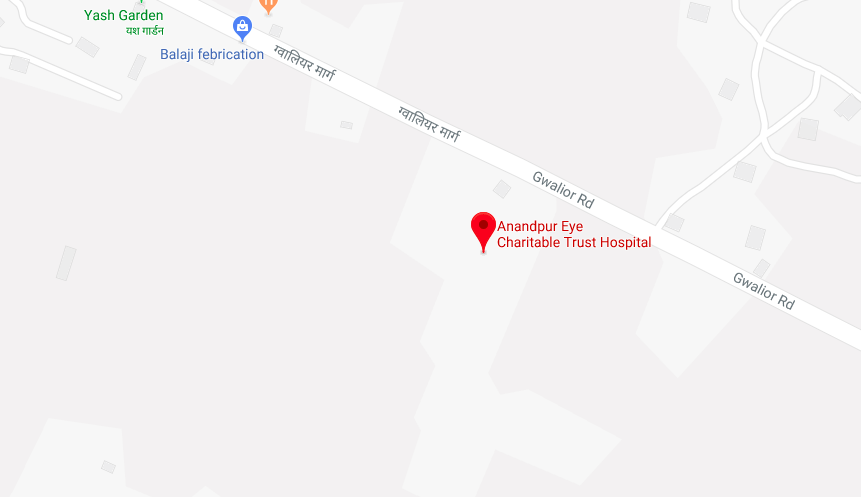 Yash Garden
यश गार्डन
Balaji febrication
ग्वालियर मार्ग
ग्वालियर मार्ग
Gwalior Rd
Anandpur Eye
Charitable Trust Hospital
Gwalior Rd